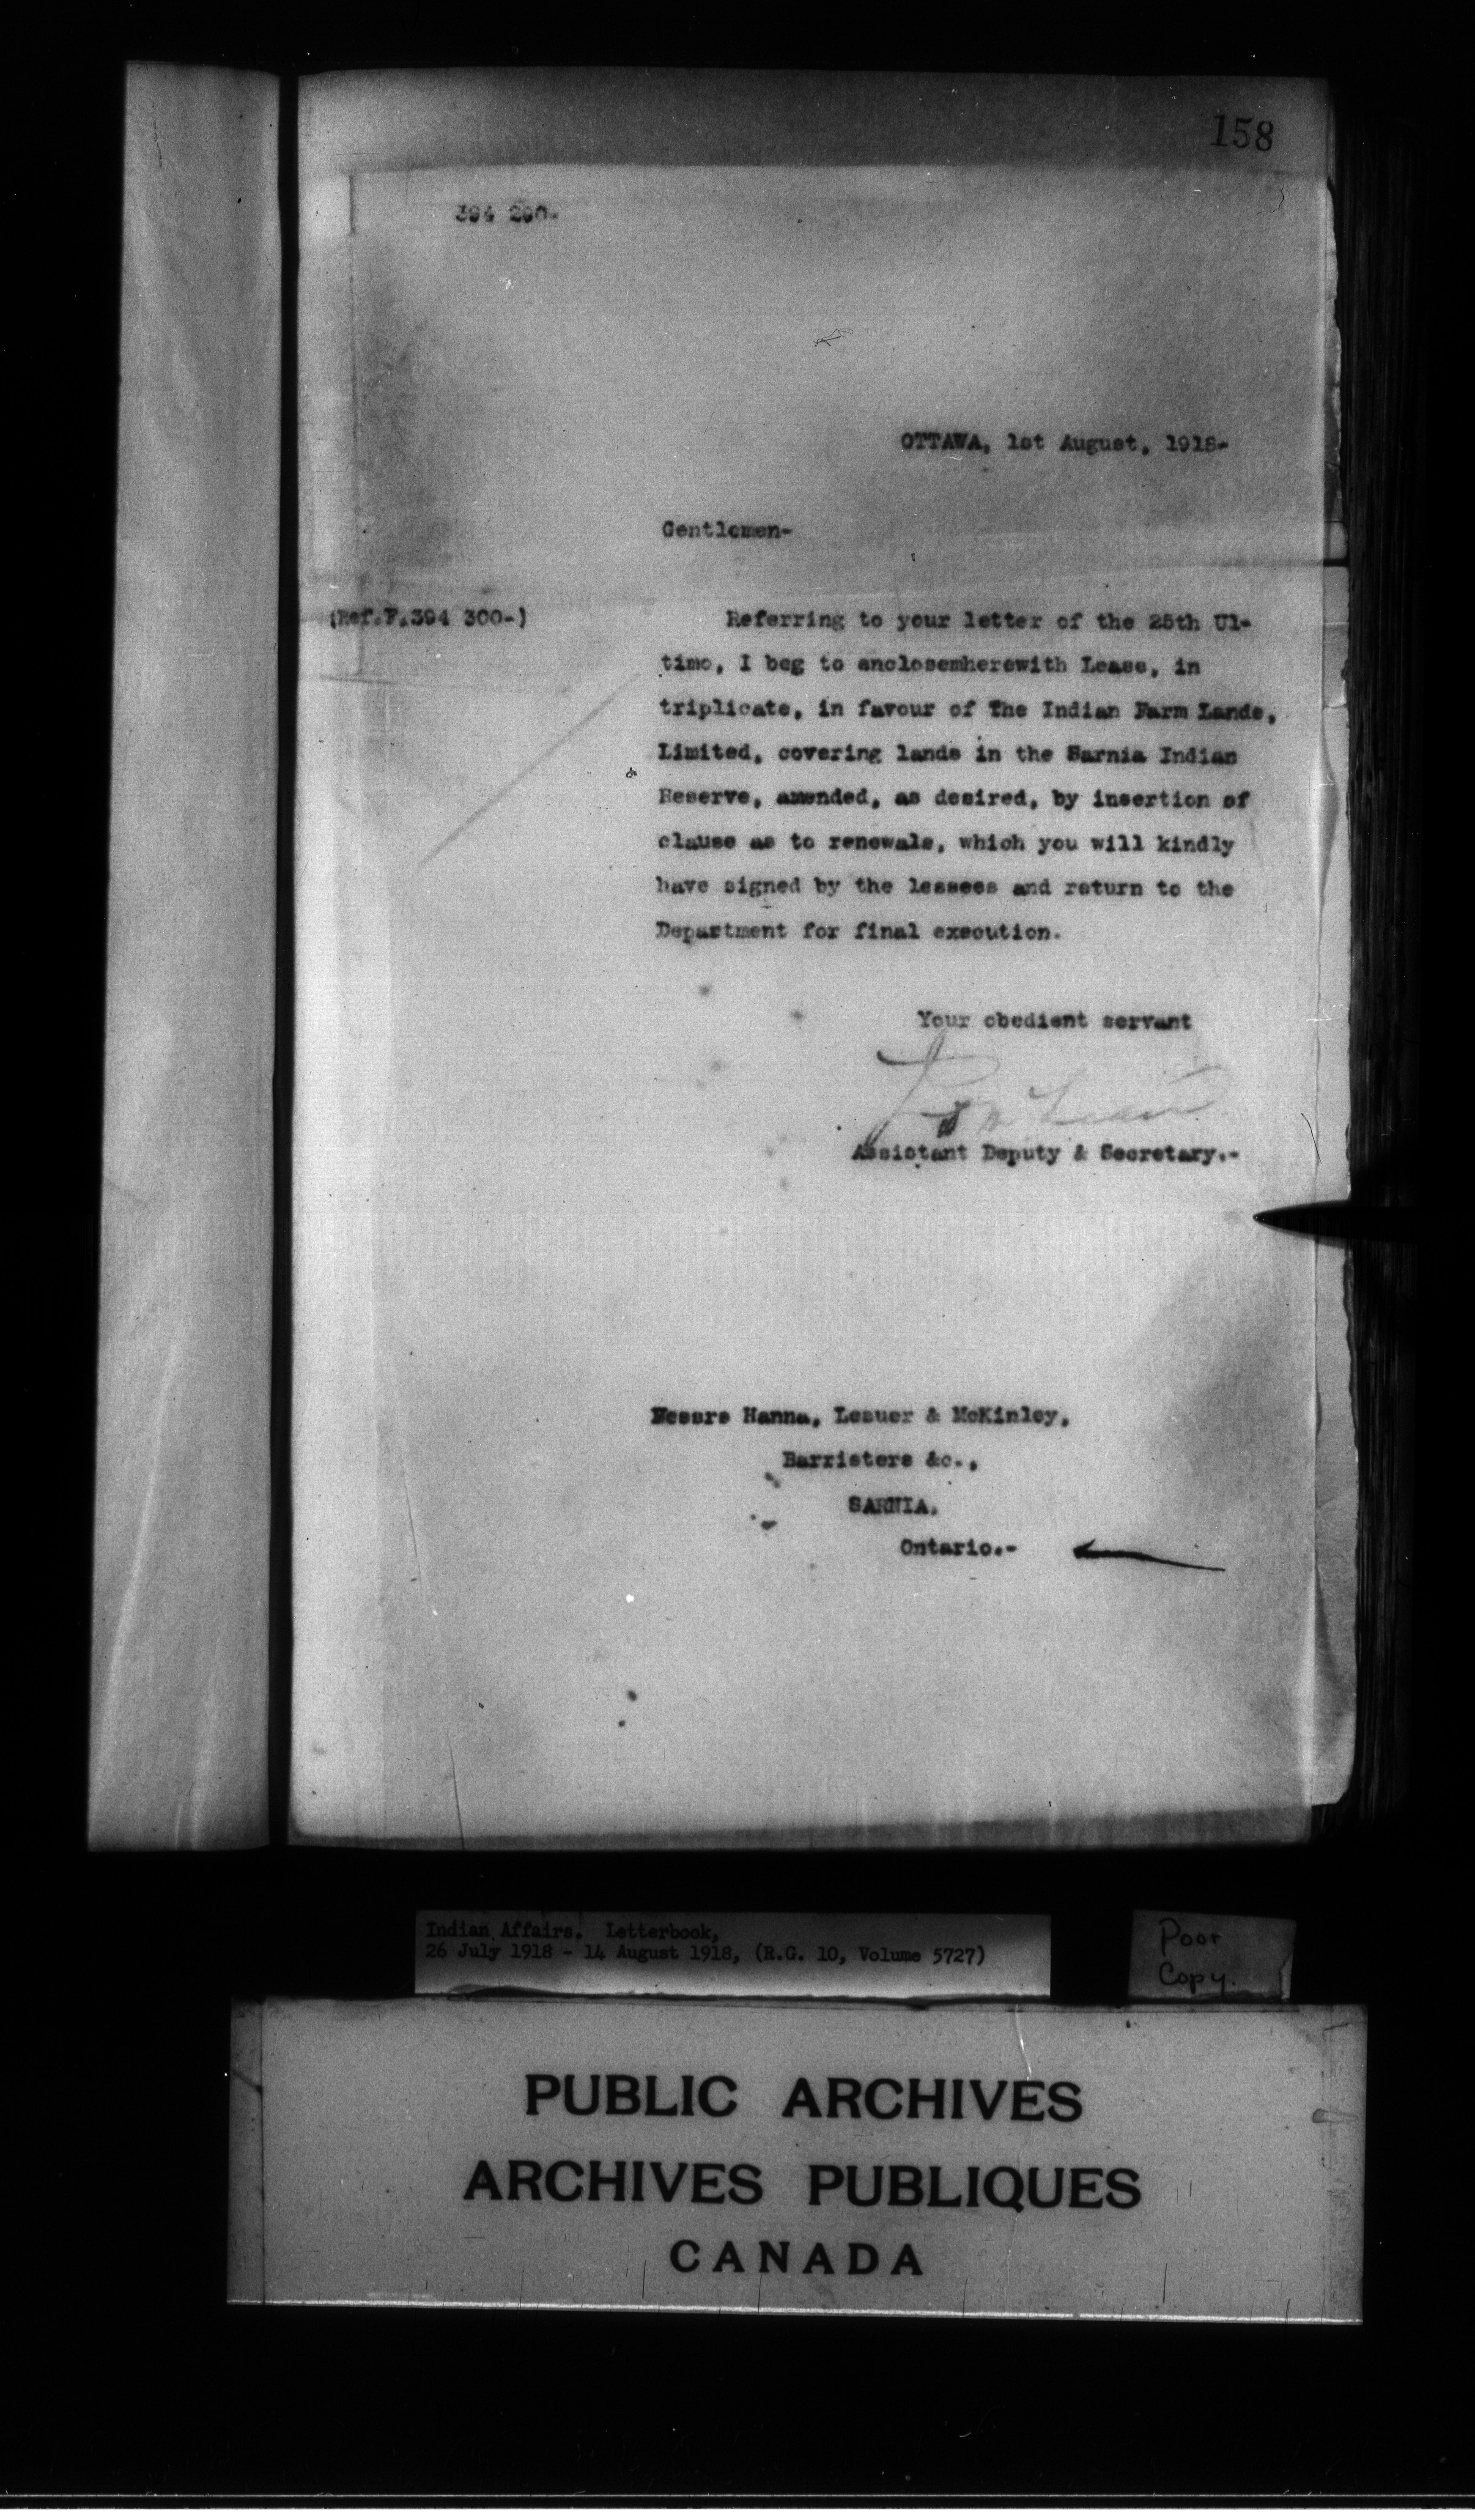 158
394 290-
OTTAWA, 1st August, 1918-
Gentlemen-
(Ref.F.394 300-)
Referring to your letter of the 25th Ul-
timo, I beg to enclosemherewith Lease, in
triplicate, in favour of The Indian Farm Lands,
Limited, covering lands in the Sarnia Indian
Reserve, amended, as desired, by insertion of
clause as to renewals, which you will kindly
have signed by the lessees and return to the
Department for final execution.
Your obedient servant
Assistant Deputy & Secretary.-
Messrs Hanna, Lesuer & McKinley,
Barristers &c.,
SARNIA.
Ontario.-
Indian Affairs. Letterbook,
26 July 1918 - 14 August 1918, (R.G. 10, Volume 5727)
Poor
Copy.
PUBLIC ARCHIVES
ARCHIVES PUBLIQUES
CANADA